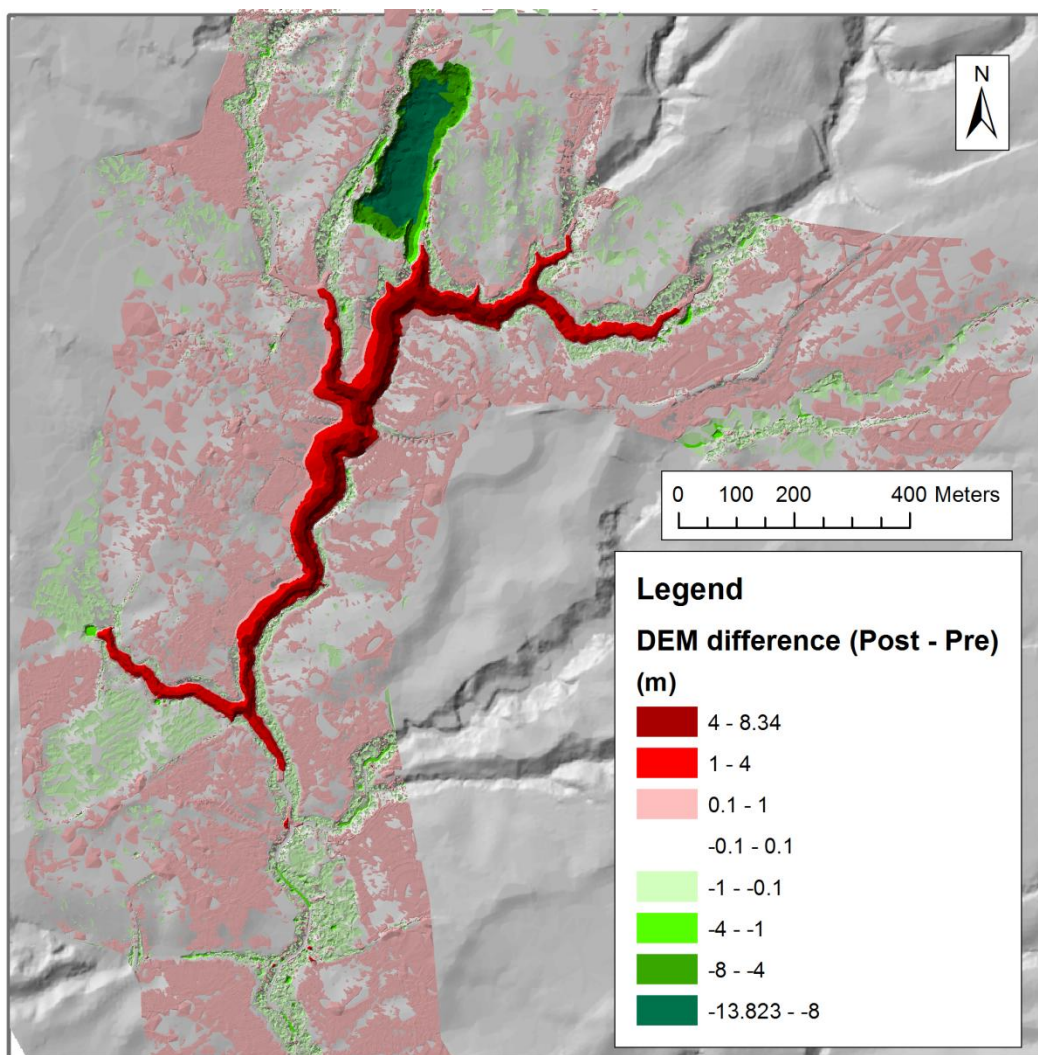 N
0 100 200 400 Meters
Legend
DEM difference (Post - Pre)
(m)
4 - 8.34
1 - 4
0.1 - 1
-0.1 - 0.1
-1 - -0.1
-4 - -1
-8 - -4
-13.823 - -8